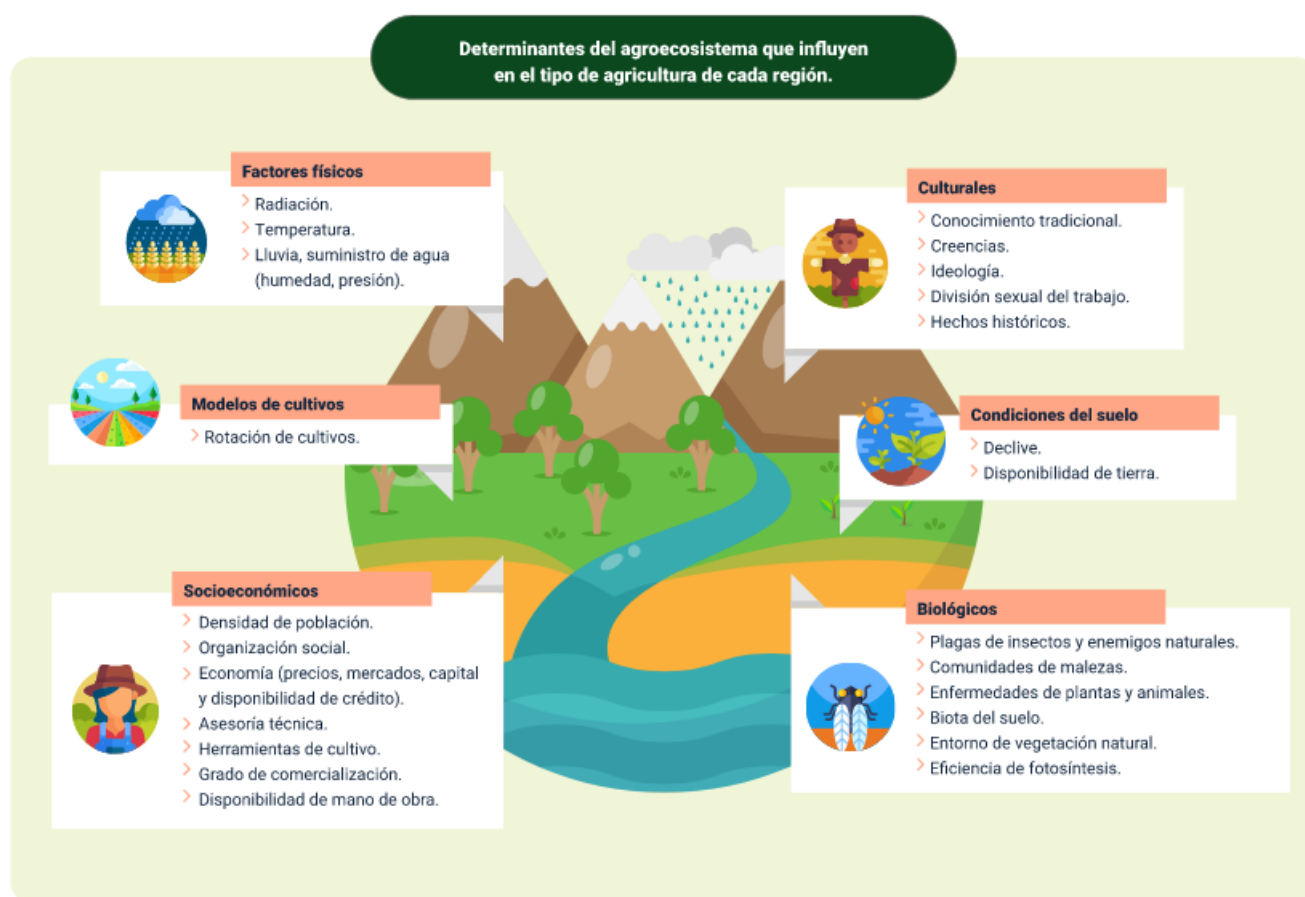 Determinantes del agroecosistema que influyen
en el tipo de agricultura de cada región.
Factores físicos
Radiación.
Temperatura.
Lluvia, suministro de agua
(humedad, presión).
Modelos de cultivos
Rotación de cultivos.
Socioeconómicos
Densidad de población.
Organización social.
Economía (precios, mercados, capital
y disponibilidad de crédito).
Asesoría técnica.
Herramientas de cultivo.
Grado de comercialización.
Disponibilidad de mano de obra.
Culturales
Conocimiento tradicional.
Creencias.
Ideología.
División sexual del trabajo.
Hechos históricos.
Condiciones del suelo
Declive.
Disponibilidad de tierra.
Biológicos
Plagas de insectos y enemigos naturales.
Comunidades de malezas.
Enfermedades de plantas y animales.
Biota del suelo.
Entorno de vegetación natural.
Eficiencia de fotosíntesis.